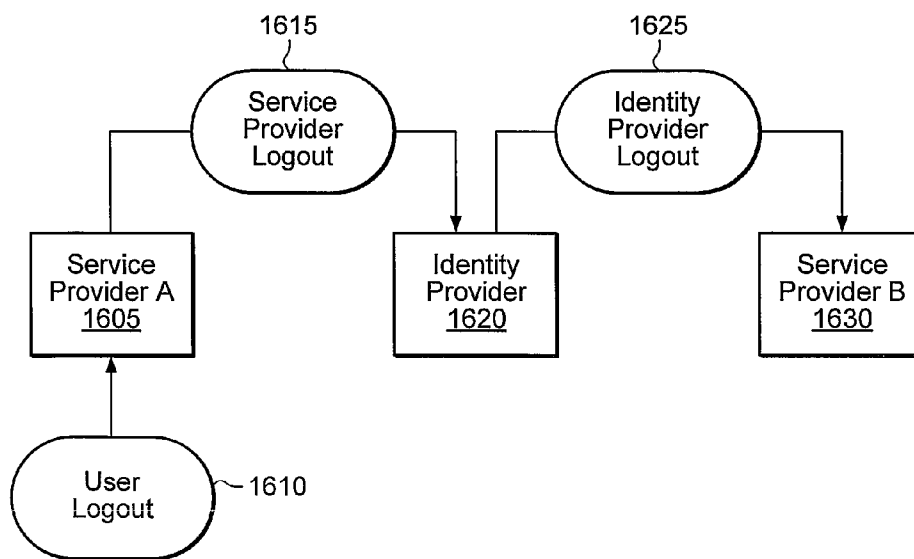 1615
1625
Service
Provider
Logout
Identity
Provider
Logout
Service
Provider A
1605
Identity
Provider
1620
Service
Provider B
1630
User
Logout
1610